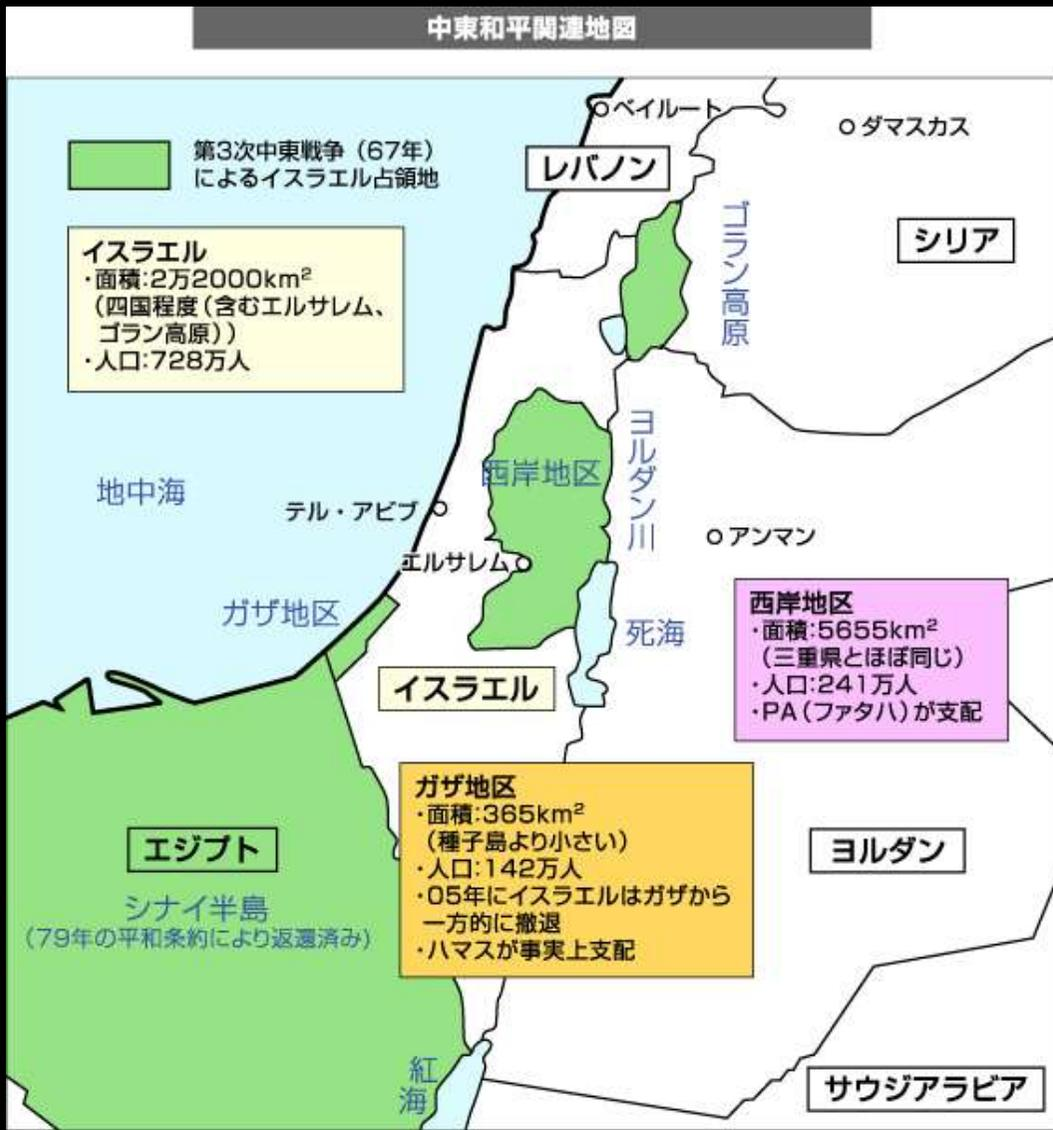 中東和平関連地図
ベイルート
ダマスカス
第3次中東戦争（67年）
によるイスラエル占領地
レバノン
ゴラン高原
シリア
イスラエル
・面積：2万2000km²
（四国程度（含むエルサレム、
ゴラン高原））
・人口：728万人
地中海
西岸地区
ヨルダン川
テル・アビブ
アンマン
エルサレム
ガザ地区
死海
西岸地区
・面積：5655km²
（三重県とほぼ同じ）
・人口：241万人
・PA（ファタハ）が支配
イスラエル
ガザ地区
・面積：365km²
（種子島より小さい）
・人口：142万人
・05年にイスラエルはガザから
一方的に撤退
・ハマスが事実上支配
エジプト
ヨルダン
シナイ半島
（79年の平和条約により返還済み）
紅海
サウジアラビア